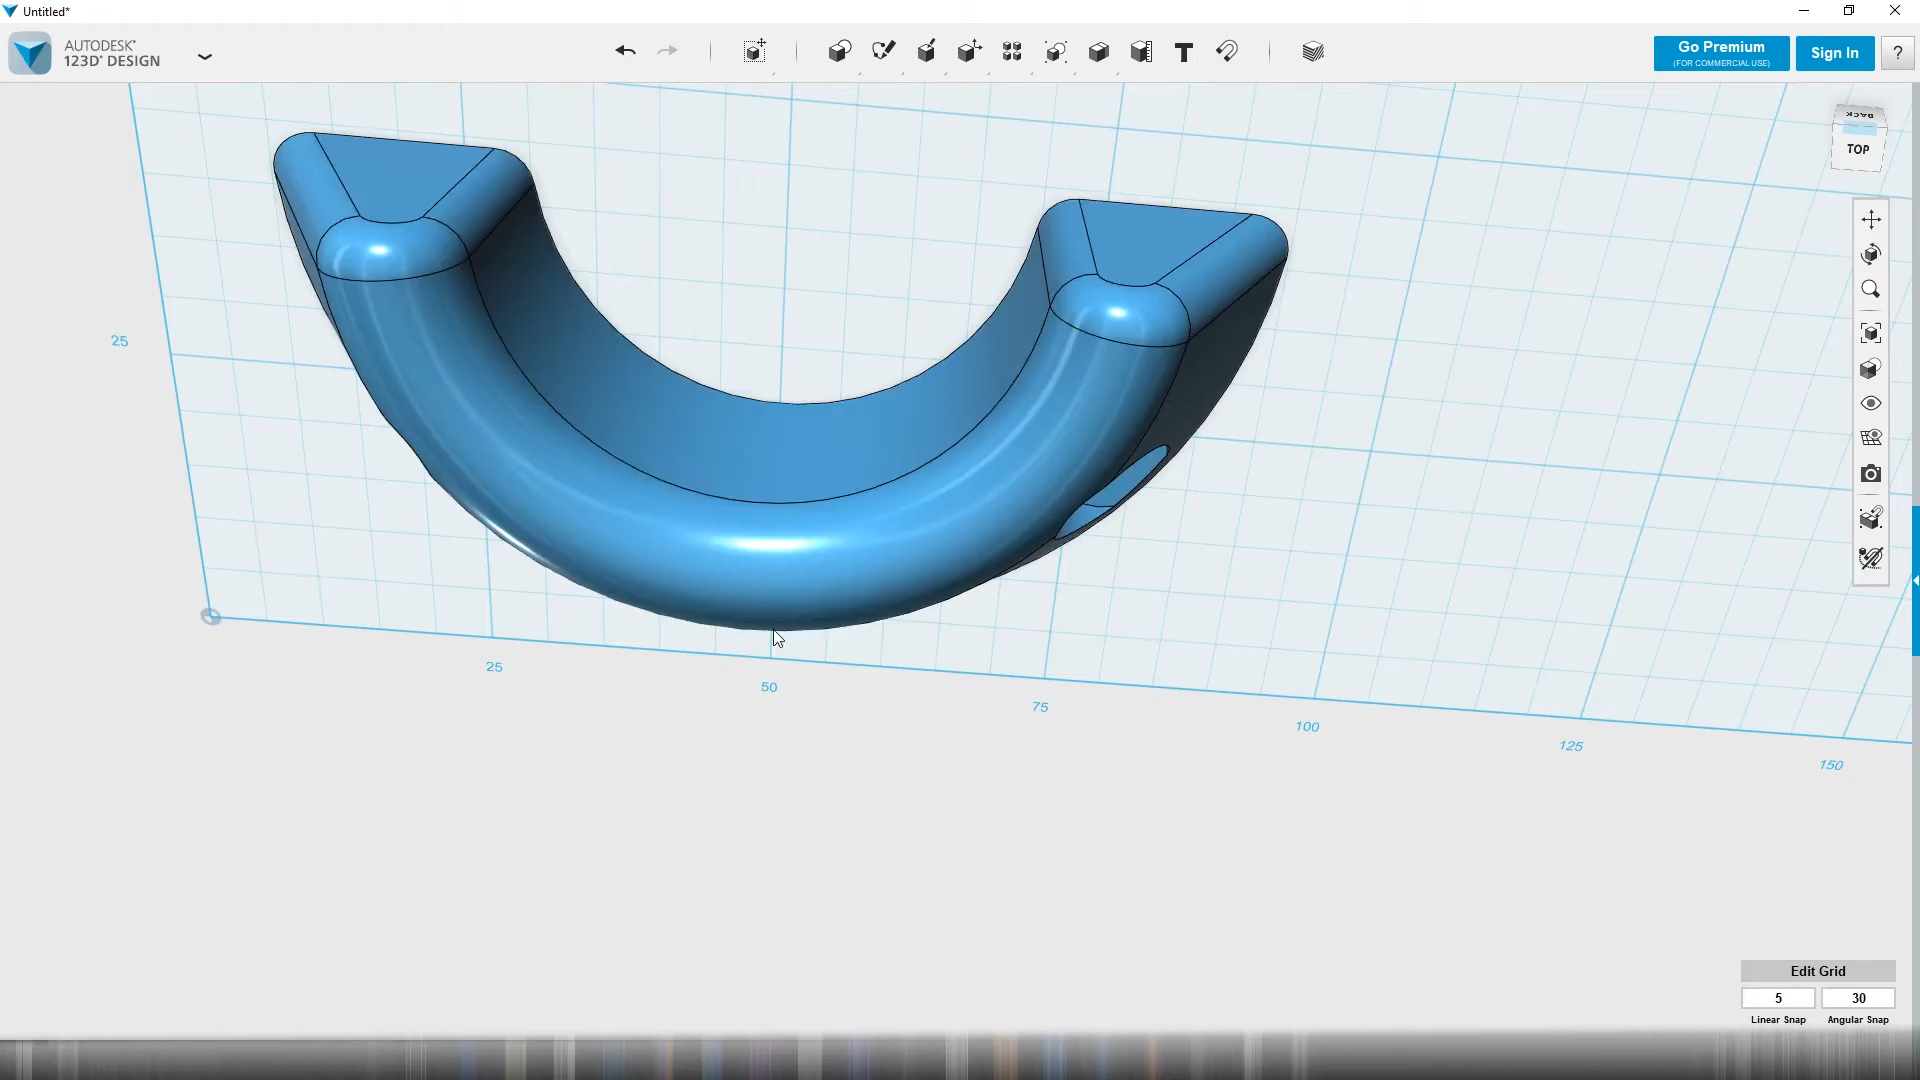 Untitled*
AUTODESK®
123D® DESIGN
T
Go Premium
(FOR COMMERCIAL USE)
Sign In
?
BACK
TOP
25
25
50
75
100
125
150
Edit Grid
5
30
Linear Snap
Angular Snap